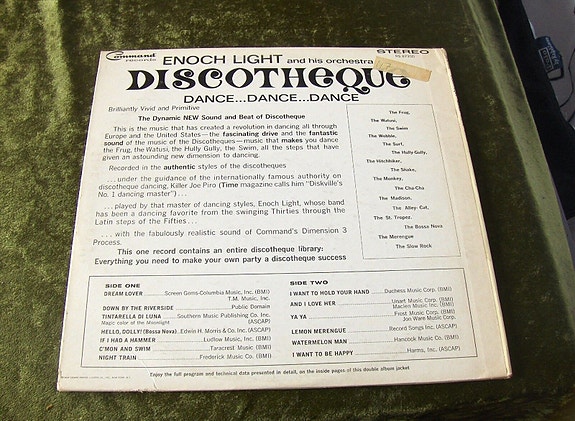 Command
records
ENOCH LIGHT and his orchestra
STEREO
DISCOTHEQUE
DANCE...DANCE...DANCE
Brilliantly Vivid and Primitive
The Dynamic NEW Sound and Beat of Discotheque
This is the music that has created a revolution in dancing all through
Europe and the United States—the fascinating drive and the fantastic
sound of the music of the Discotheques—music that makes you dance
the Frug, the Watusi, the Hully Gully, the Swim, all the steps that have
given an astounding new dimension to dancing.
Recorded in the authentic styles of the discotheques
. . . under the guidance of the internationally famous authority on
discotheque dancing, Killer Joe Piro (Time magazine calls him "Diskville's
No. 1 dancing master") . . .
. . . played by that master of dancing styles, Enoch Light, whose band
has been a dancing favorite from the swinging Thirties through the
Latin steps of the Fifties . . .
. . . with the fabulously realistic sound of Command's Dimension 3
Process.
This one record contains an entire discotheque library:
Everything you need to make your own party a discotheque success
The Frug,
The Watusi,
The Swim
The Wobble,
The Surf,
The Hully-Gully,
The Hitchhiker,
The Shake,
The Monkey,
The Cha-Cha
The Madison,
The Alley-Cat,
The St. Tropez.
The Bossa Nova
The Merengue
The Slow Rock
SIDE ONE
DREAM LOVER Screen Gems-Columbia Music, Inc. (BMI)
T.M. Music, Inc.
DOWN BY THE RIVERSIDE Public Domain
TINTARELLA DI LUNA Southern Music Publishing Co. Inc.
Magic color of the Moonlight (ASCAP)
HELLO, DOLLY! (Bossa Nova) Edwin H. Morris & Co. Inc. (ASCAP)
IF I HAD A HAMMER Ludlow Music, Inc. (BMI)
C'MON AND SWIM Taracrest Music (BMI)
NIGHT TRAIN Frederick Music Co. (BMI)
SIDE TWO
I WANT TO HOLD YOUR HAND Duchess Music Corp. (BMI)
AND I LOVE HER Unart Music Corp. (BMI)
Maclen Music Inc. (BMI)
YA YA Frost Music Corp. (BMI)
Jon Ware Music Corp.
LEMON MERENGUE Record Songs Inc. (ASCAP)
WATERMELON MAN Hancock Music Co. (BMI)
I WANT TO BE HAPPY Harms, Inc. (ASCAP)
Enjoy the full program and technical data presented in detail, on the inside pages of this double album jacket